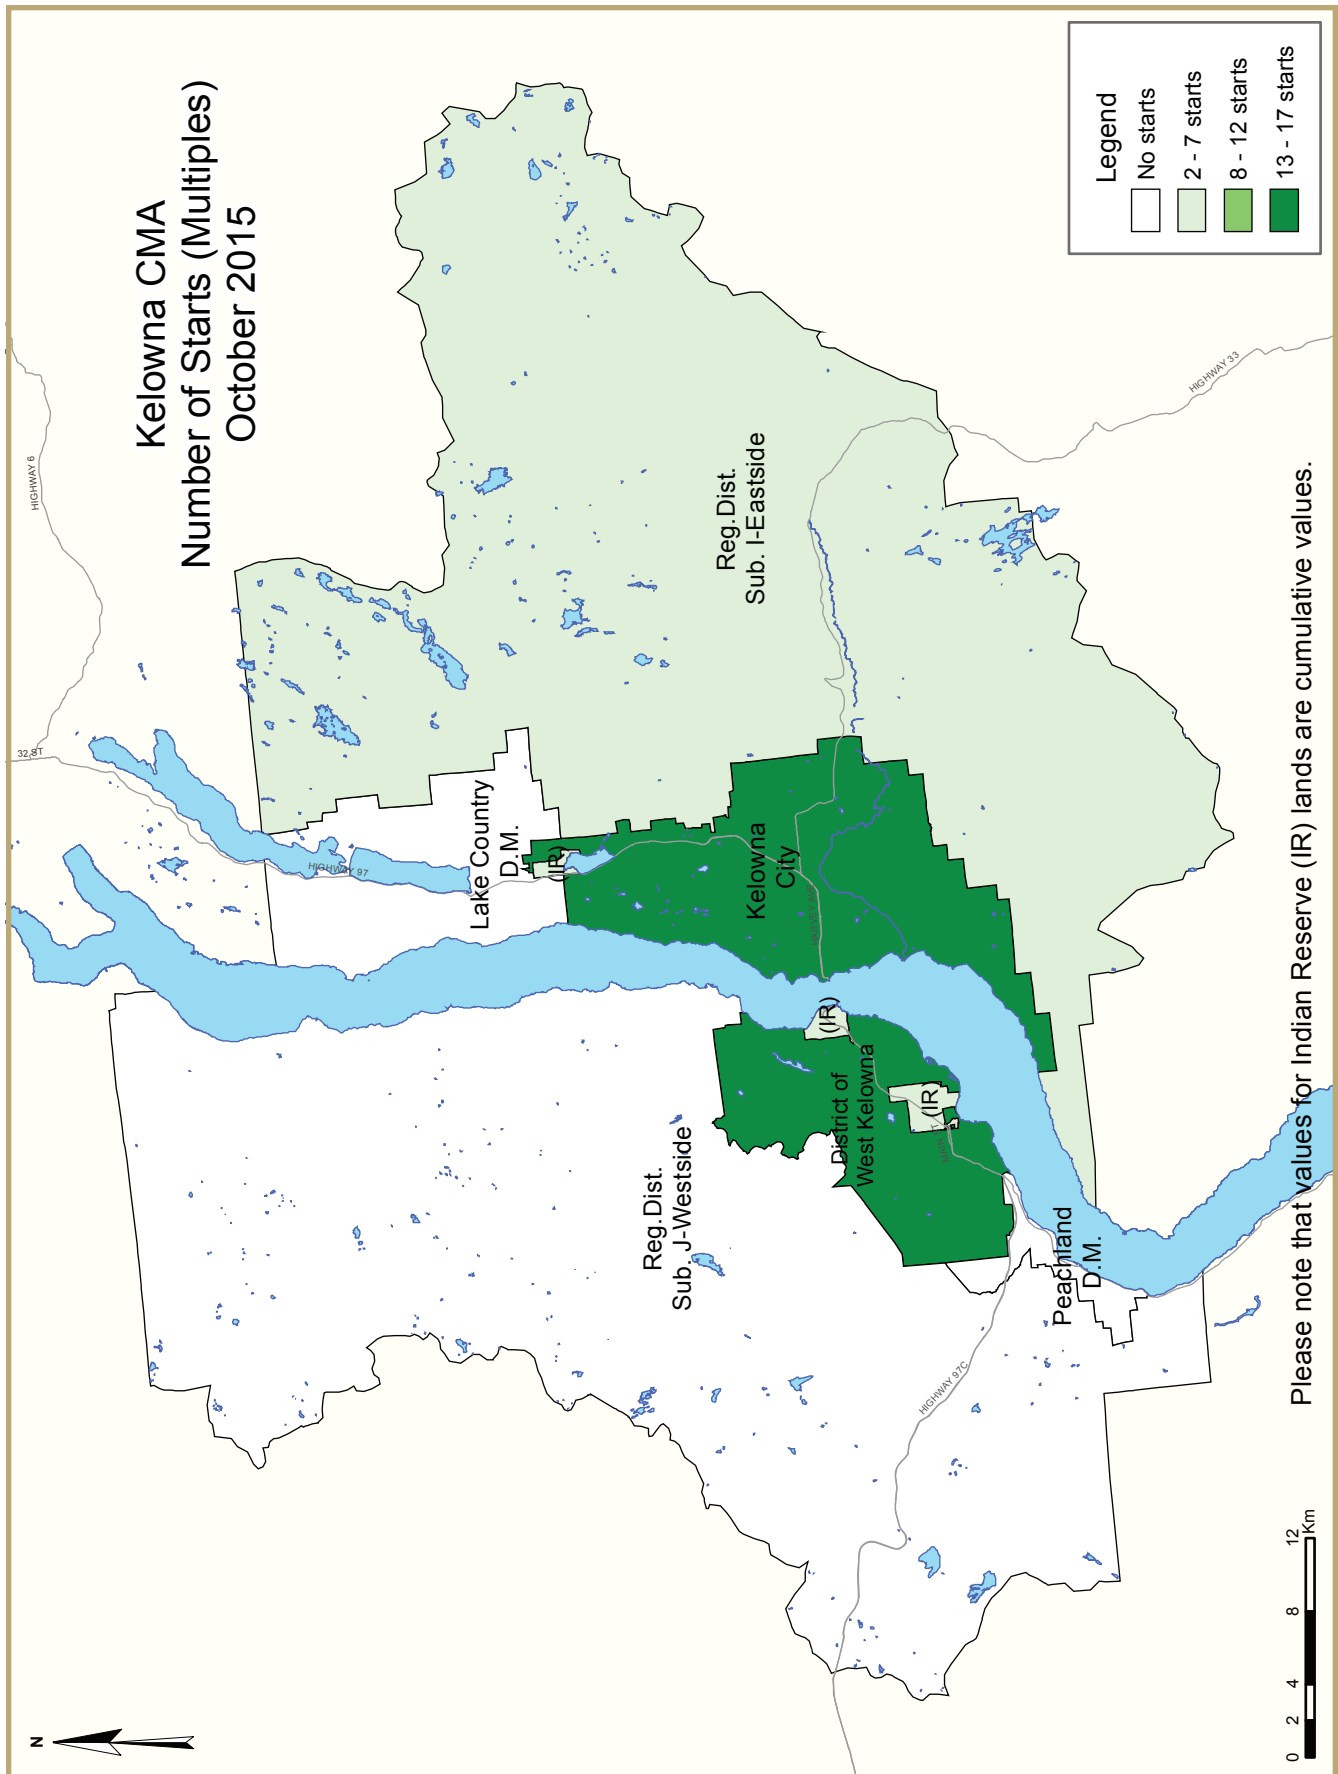 Kelowna CMA
Number of Starts (Multiples)
October 2015
HIGHWAY 6
32 ST
HIGHWAY 97
Lake Country
D.M.
(IR)
Reg.Dist.
Sub. I-Eastside
Kelowna
City
HIGHWAY 33
(IR)
District of
West Kelowna
(IR)
Reg.Dist.
Sub. J-Westside
HIGHWAY 97C
Peachland
D.M.
Legend
No starts
2 - 7 starts
8 - 12 starts
13 - 17 starts
N
0 2 4 8 12
Km
Please note that values for Indian Reserve (IR) lands are cumulative values.